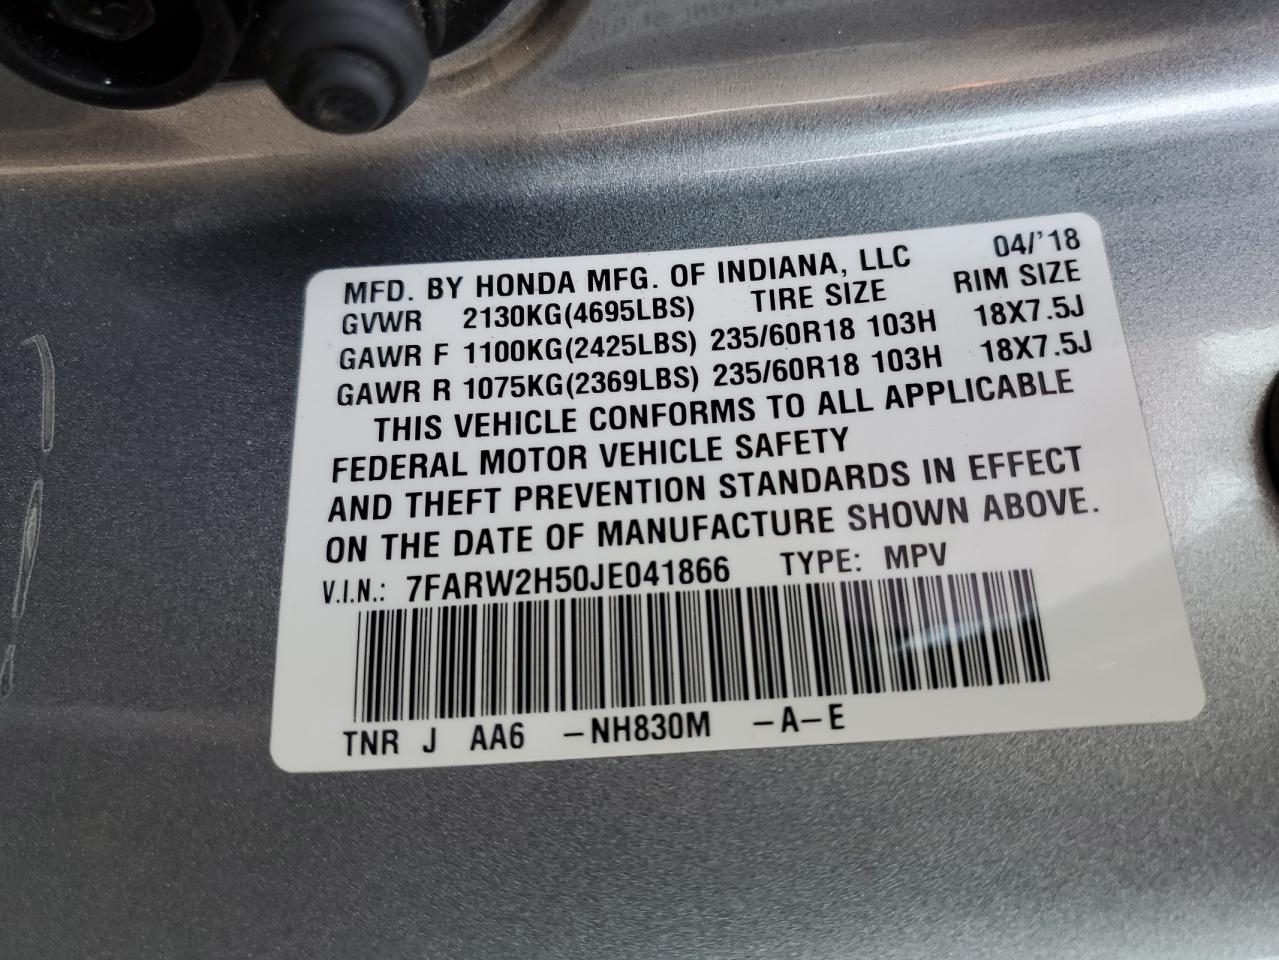 MFD. BY HONDA MFG. OF INDIANA, LLC 04/'18
GVWR 2130KG(4695LBS) TIRE SIZE RIM SIZE
GAWR F 1100KG(2425LBS) 235/60R18 103H 18X7.5J
GAWR R 1075KG(2369LBS) 235/60R18 103H 18X7.5J
THIS VEHICLE CONFORMS TO ALL APPLICABLE
FEDERAL MOTOR VEHICLE SAFETY
AND THEFT PREVENTION STANDARDS IN EFFECT
ON THE DATE OF MANUFACTURE SHOWN ABOVE.
V.I.N.: 7FARW2H50JE041866 TYPE: MPV
TNR J AA6 -NH830M -A-E